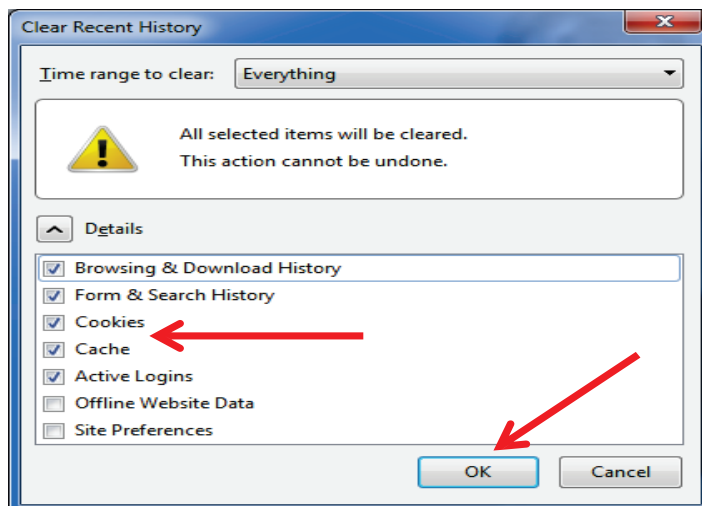 Clear Recent History
Time range to clear: Everything
All selected items will be cleared.
This action cannot be undone.
Details
Browsing & Download History
Form & Search History
Cookies
Cache
Active Logins
Offline Website Data
Site Preferences
OK Cancel